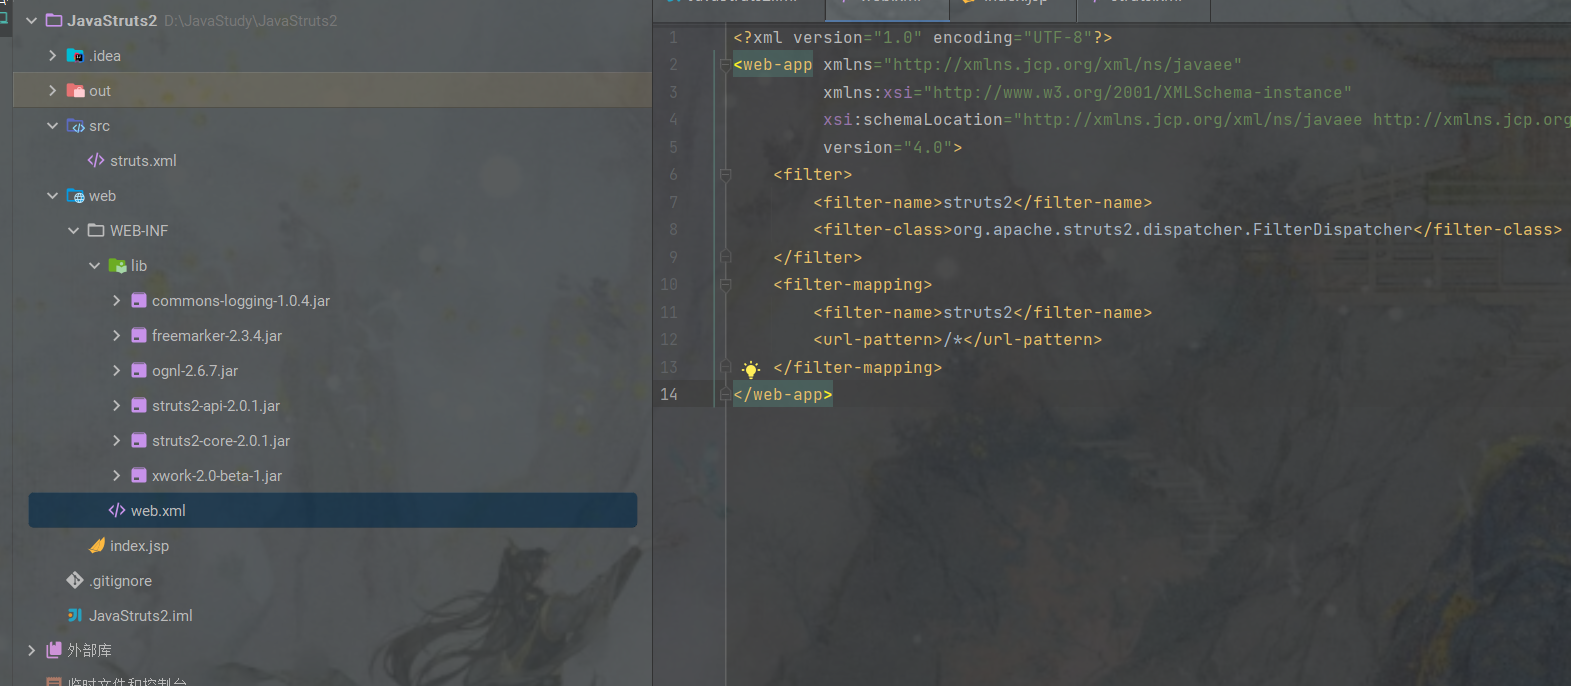 JavaStruts2 D:\JavaStudy\JavaStruts2
.idea
out
src
struts.xml
web
WEB-INF
lib
commons-logging-1.0.4.jar
freemarker-2.3.4.jar
ognl-2.6.7.jar
struts2-api-2.0.1.jar
struts2-core-2.0.1.jar
xwork-2.0-beta-1.jar
web.xml
index.jsp
.gitignore
JavaStruts2.iml
外部库
临时文件和控制台
1 <?xml version="1.0" encoding="UTF-8"?>
2 <web-app xmlns="http://xmlns.jcp.org/xml/ns/javaee"
3 xmlns:xsi="http://www.w3.org/2001/XMLSchema-instance"
4 xsi:schemaLocation="http://xmlns.jcp.org/xml/ns/javaee http://xmlns.jcp.org
5 version="4.0">
6 <filter>
7 <filter-name>struts2</filter-name>
8 <filter-class>org.apache.struts2.dispatcher.FilterDispatcher</filter-class>
9 </filter>
10 <filter-mapping>
11 <filter-name>struts2</filter-name>
12 <url-pattern>/*</url-pattern>
13 </filter-mapping>
14 </web-app>